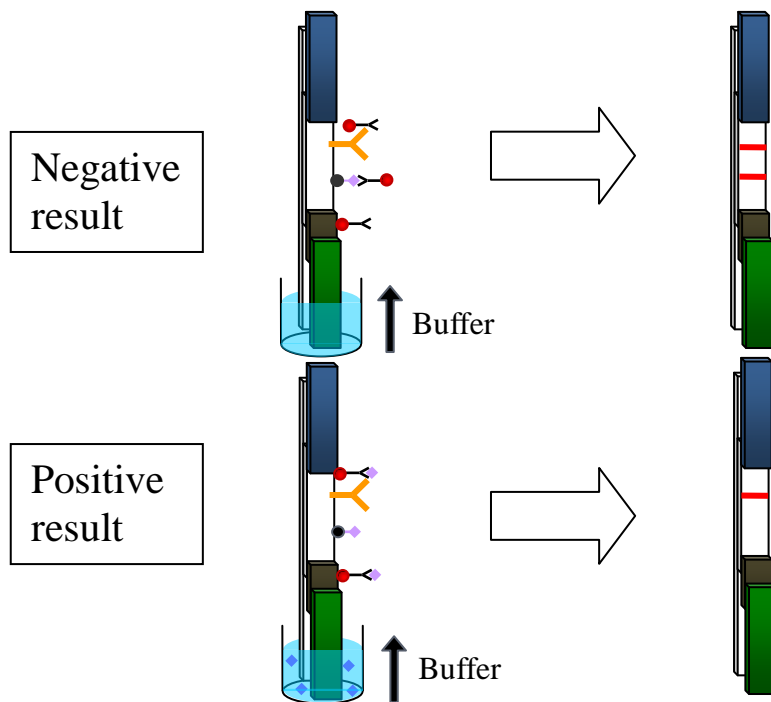 Negative
result
Buffer
Positive
result
Buffer